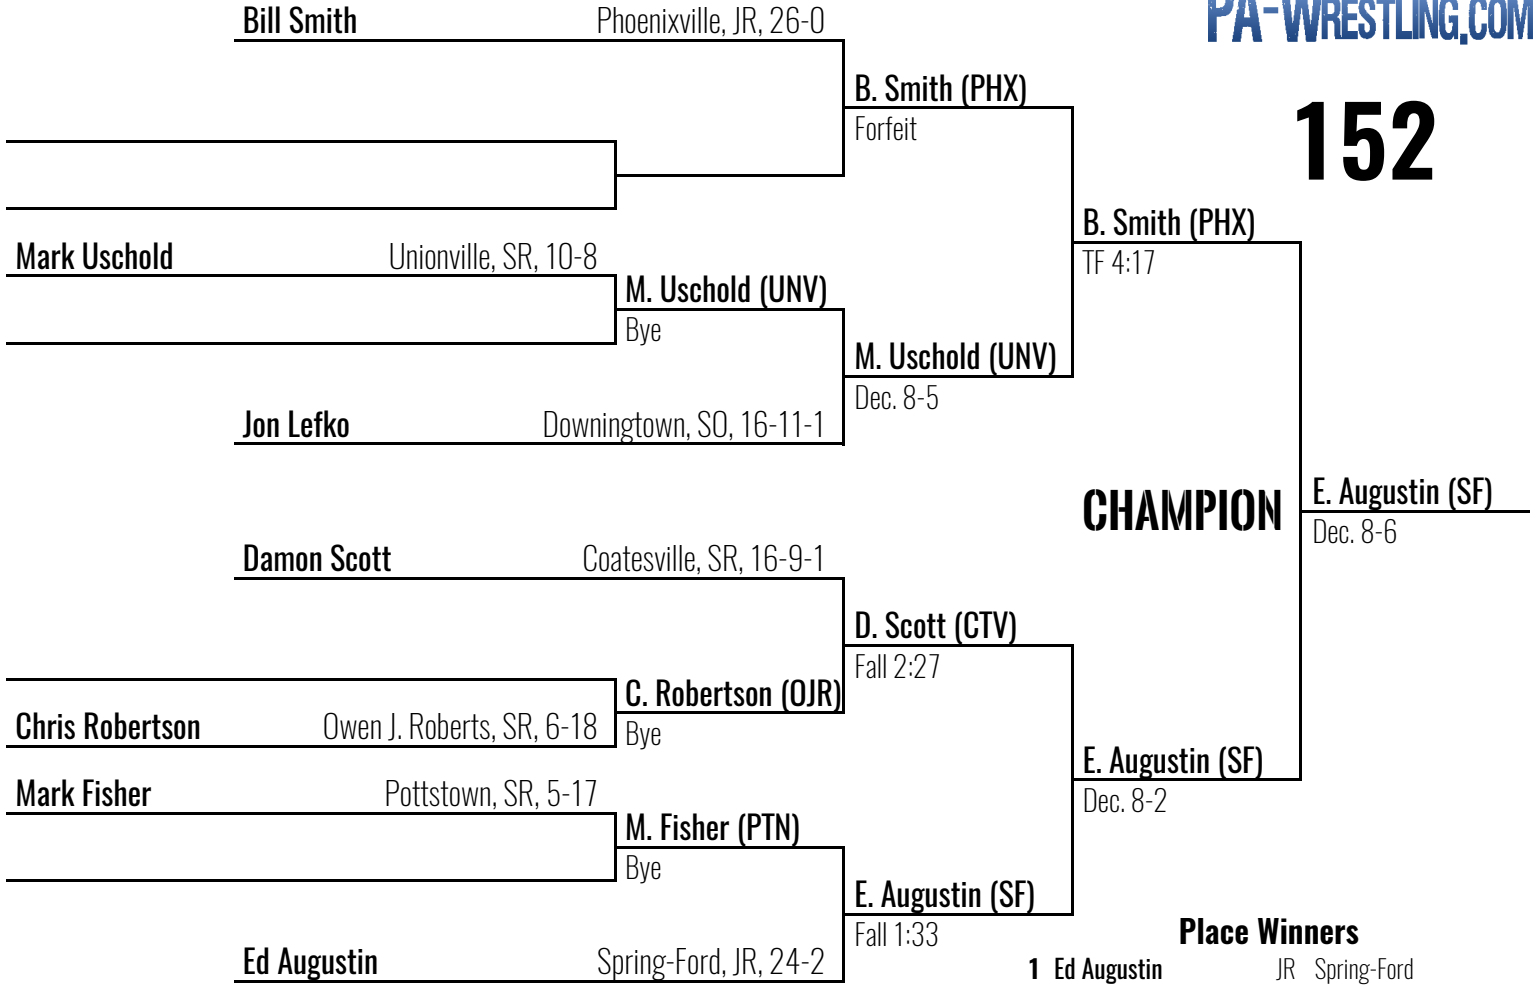 Bill Smith Phoenixville, JR, 26-0
PA-WRESTLING.COM
B. Smith (PHX)
Forfeit
152
B. Smith (PHX)
TF 4:17
Mark Uschold Unionville, SR, 10-8
M. Uschold (UNV)
Bye
M. Uschold (UNV)
Dec. 8-5
Jon Lefko Downingtown, SO, 16-11-1
CHAMPION
E. Augustin (SF)
Dec. 8-6
Damon Scott Coatesville, SR, 16-9-1
D. Scott (CTV)
Fall 2:27
C. Robertson (OJR)
Bye
Chris Robertson Owen J. Roberts, SR, 6-18
E. Augustin (SF)
Dec. 8-2
Mark Fisher Pottstown, SR, 5-17
M. Fisher (PTN)
Bye
E. Augustin (SF)
Fall 1:33
Ed Augustin Spring-Ford, JR, 24-2
Place Winners
1 Ed Augustin JR Spring-Ford